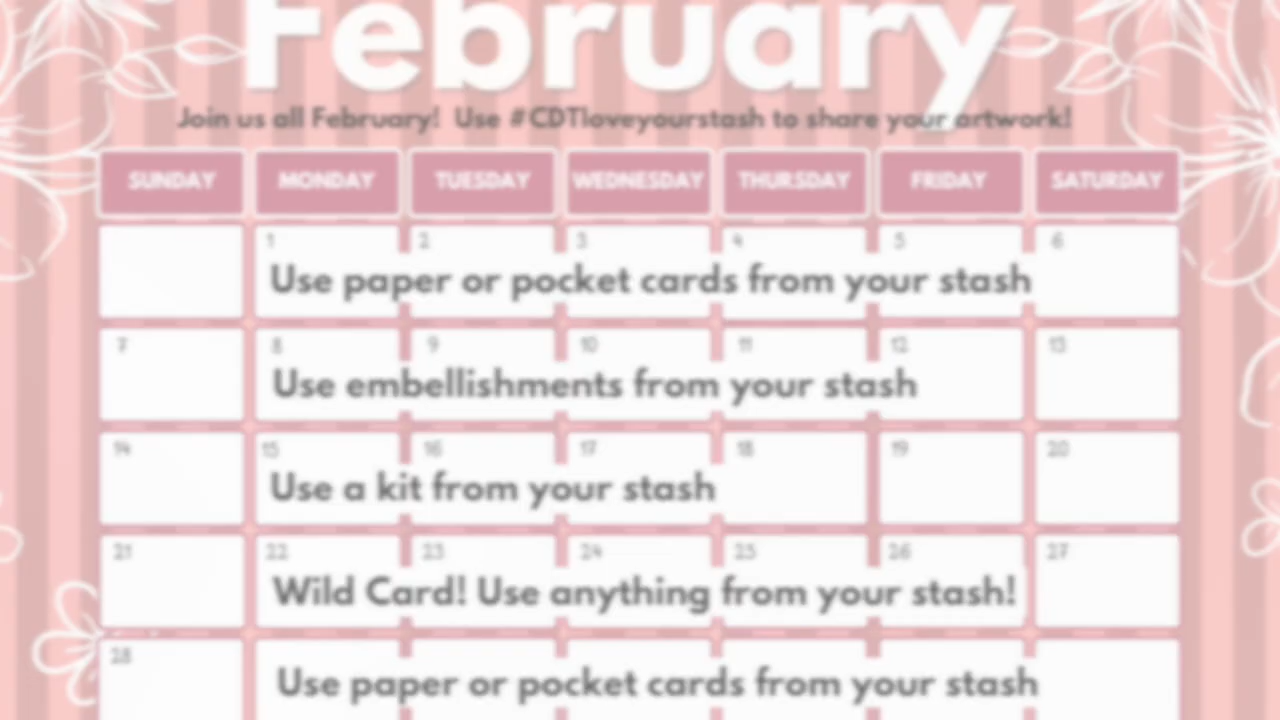 February
Join us all February! Use #CDTloveyourstash to share your artwork!
SUNDAY MONDAY TUESDAY WEDNESDAY THURSDAY FRIDAY SATURDAY
1 2 3 4 5 6
Use paper or pocket cards from your stash
7 8 9 10 11 12 13
Use embellishments from your stash
14 15 16 17 18 19 20
Use a kit from your stash
21 22 23 24 25 26 27
Wild Card! Use anything from your stash!
28
Use paper or pocket cards from your stash